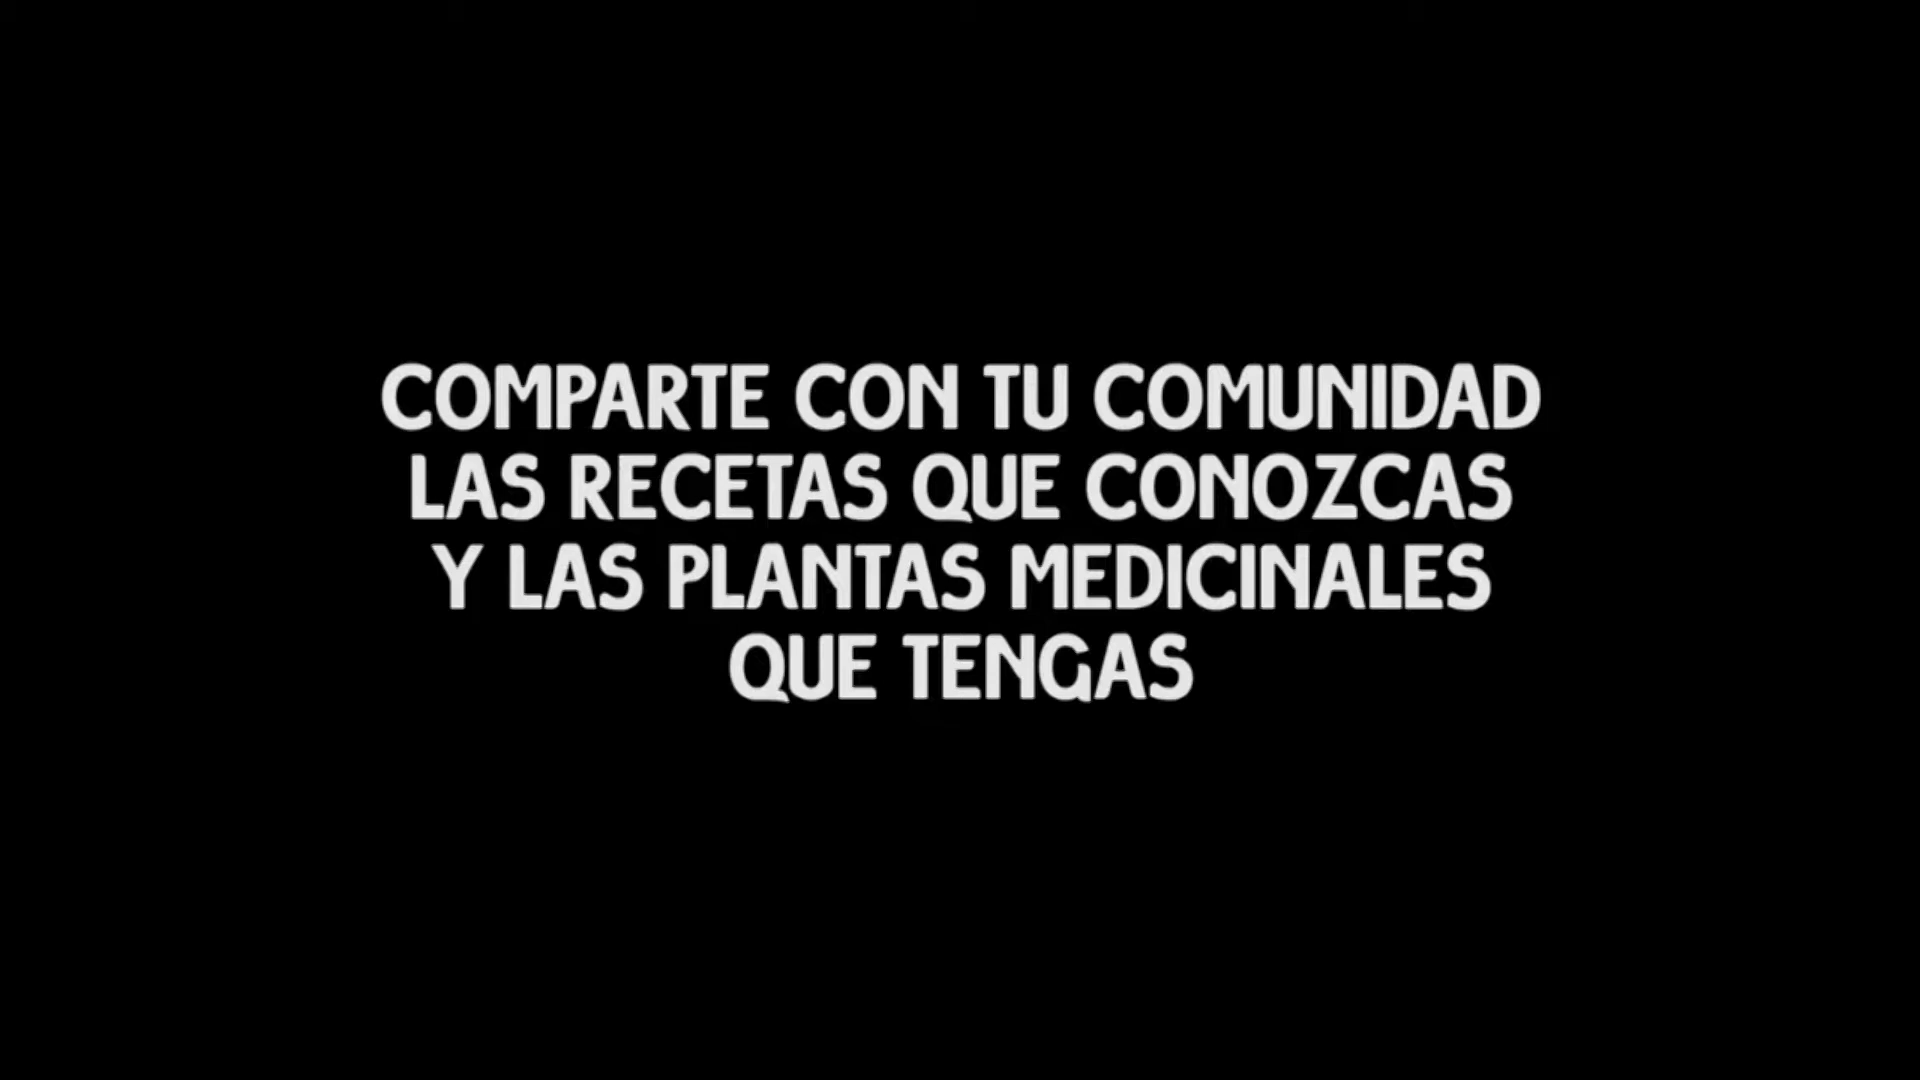 COMPARTE CON TU COMUNIDAD
LAS RECETAS QUE CONOZCAS
Y LAS PLANTAS MEDICINALES
QUE TENGAS